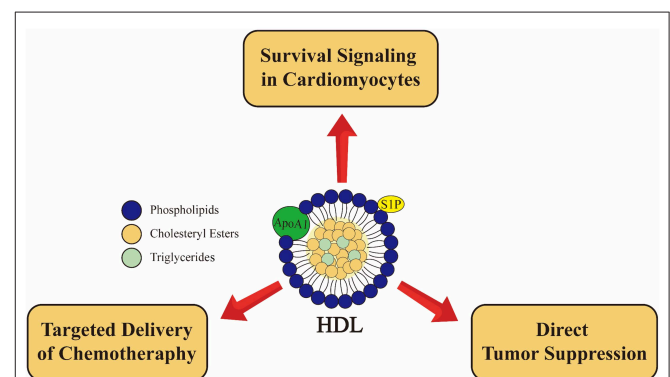 Survival Signaling
in Cardiomyocytes
S1P
ApoA1
Phospholipids
Cholesteryl Esters
Triglycerides
HDL
Targeted Delivery
of Chemotheraphy
Direct
Tumor Suppression